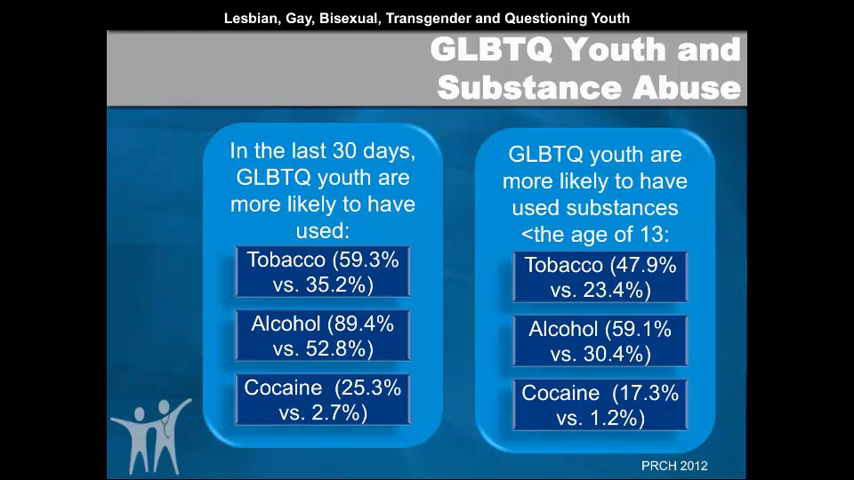 Lesbian, Gay, Bisexual, Transgender and Questioning Youth
GLBTQ Youth and
Substance Abuse
In the last 30 days,
GLBTQ youth are
more likely to have
used:
Tobacco (59.3%
vs. 35.2%)
Alcohol (89.4%
vs. 52.8%)
Cocaine (25.3%
vs. 2.7%)
GLBTQ youth are
more likely to have
used substances
<the age of 13:
Tobacco (47.9%
vs. 23.4%)
Alcohol (59.1%
vs. 30.4%)
Cocaine (17.3%
vs. 1.2%)
PRCH 2012